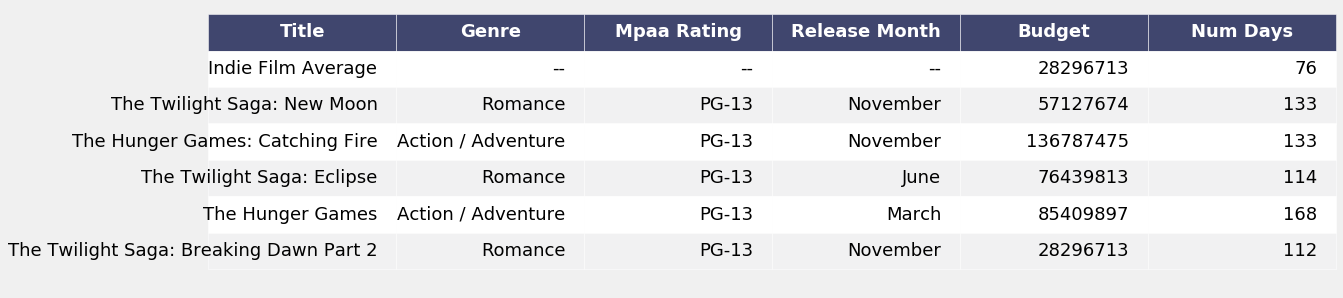 Title Genre Mpaa Rating Release Month Budget Num Days
Indie Film Average -- -- -- 28296713 76
The Twilight Saga: New Moon Romance PG-13 November 57127674 133
The Hunger Games: Catching Fire Action / Adventure PG-13 November 136787475 133
The Twilight Saga: Eclipse Romance PG-13 June 76439813 114
The Hunger Games Action / Adventure PG-13 March 85409897 168
The Twilight Saga: Breaking Dawn Part 2 Romance PG-13 November 28296713 112